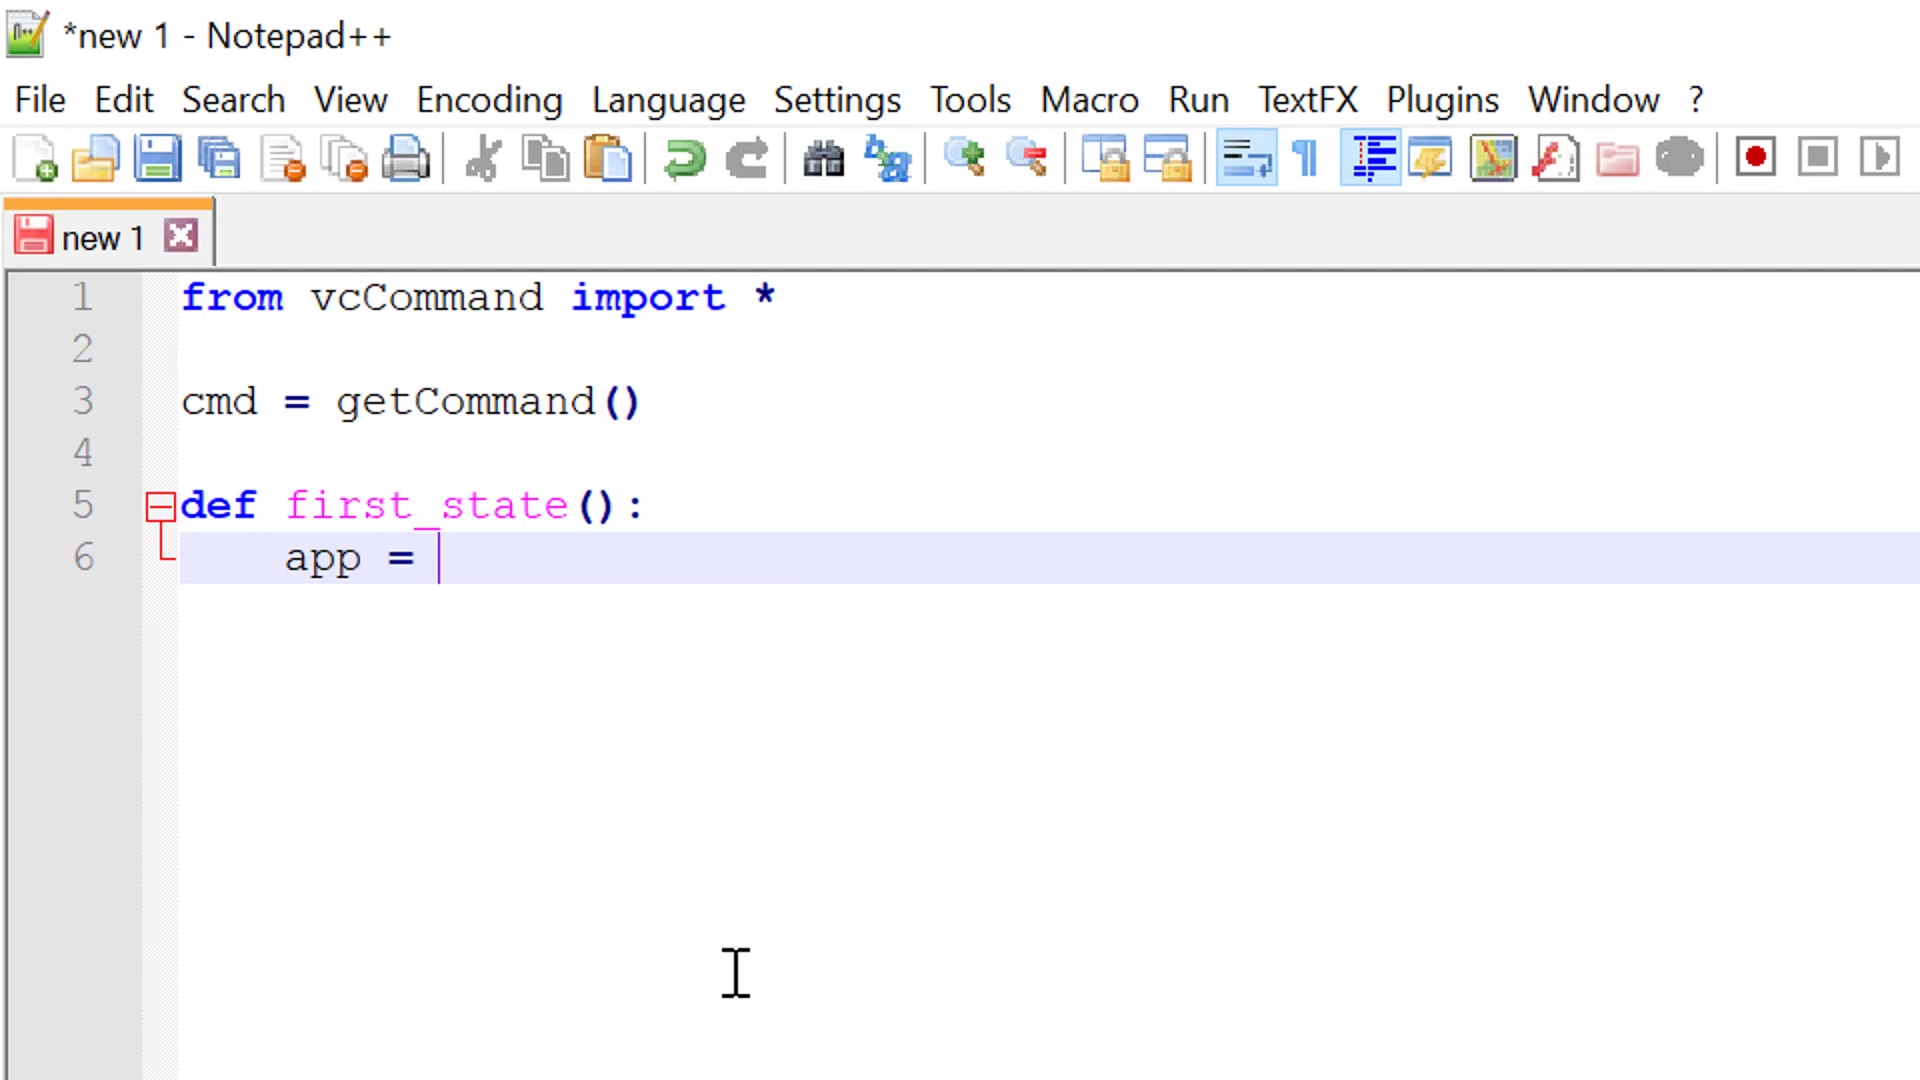 *new 1 - Notepad++
File Edit Search View Encoding Language Settings Tools Macro Run TextFX Plugins Window ?
new 1
1 from vcCommand import *
2
3 cmd = getCommand()
4
5 def first_state():
6     app =